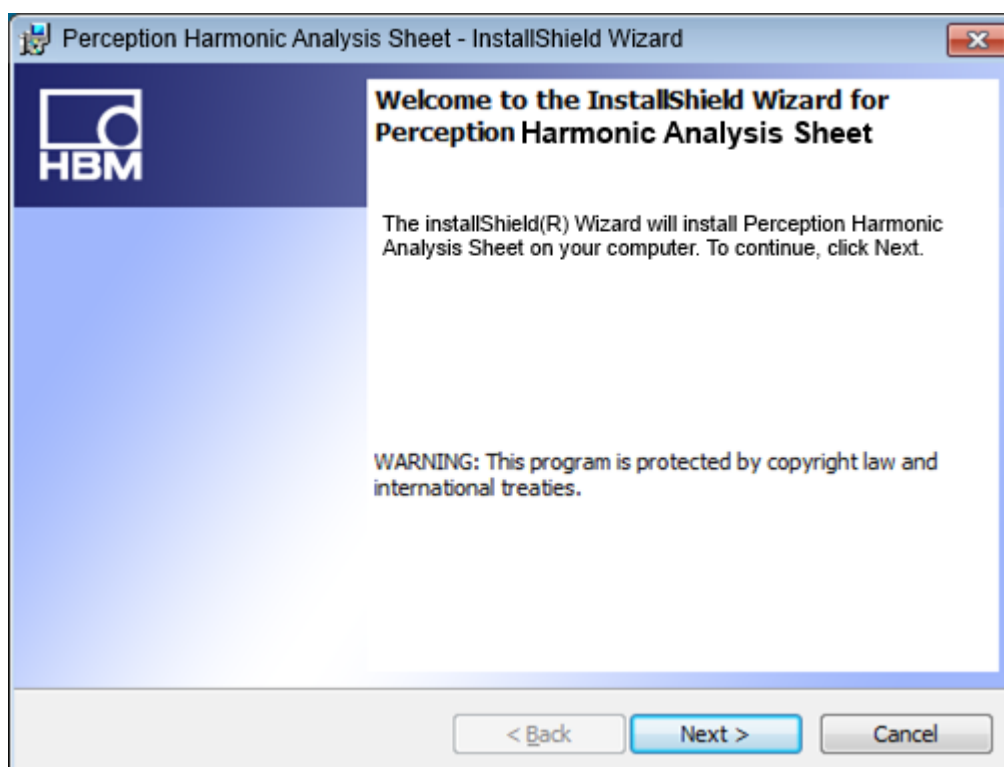 Perception Harmonic Analysis Sheet - InstallShield Wizard
HBM
Welcome to the InstallShield Wizard for
Perception Harmonic Analysis Sheet
The installShield(R) Wizard will install Perception Harmonic
Analysis Sheet on your computer. To continue, click Next.
WARNING: This program is protected by copyright law and
international treaties.
< Back
Next >
Cancel